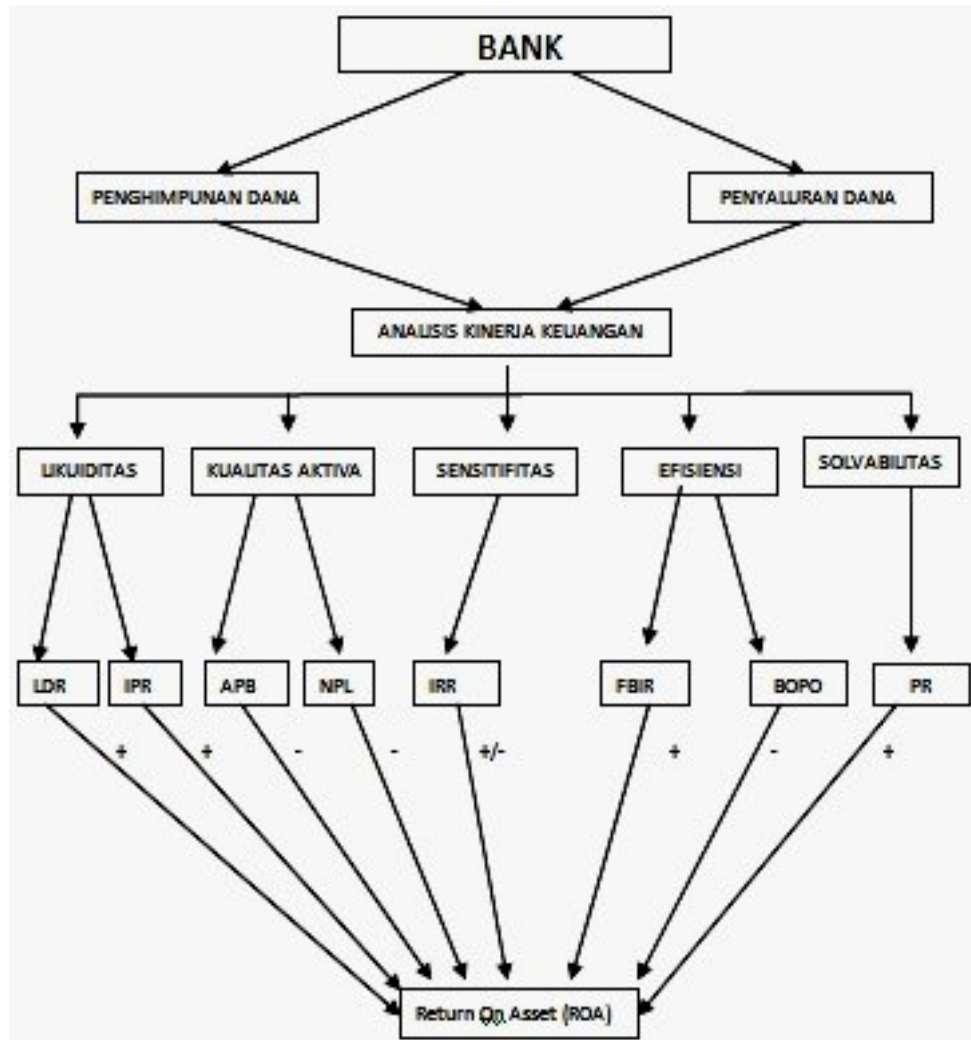 BANK
PENGHIMPUNAN DANA
PENYALURAN DANA
ANALISIS KINERJA KEUANGAN
LIKUIDITAS
KUALITAS AKTIVA
SENSITIFITAS
EFISIENSI
SOLVABILITAS
LDR
IPR
APB
NPL
IRR
FBIR
BOPO
PR
+
+
-
-
+/-
+
-
+
Return On Asset (ROA)